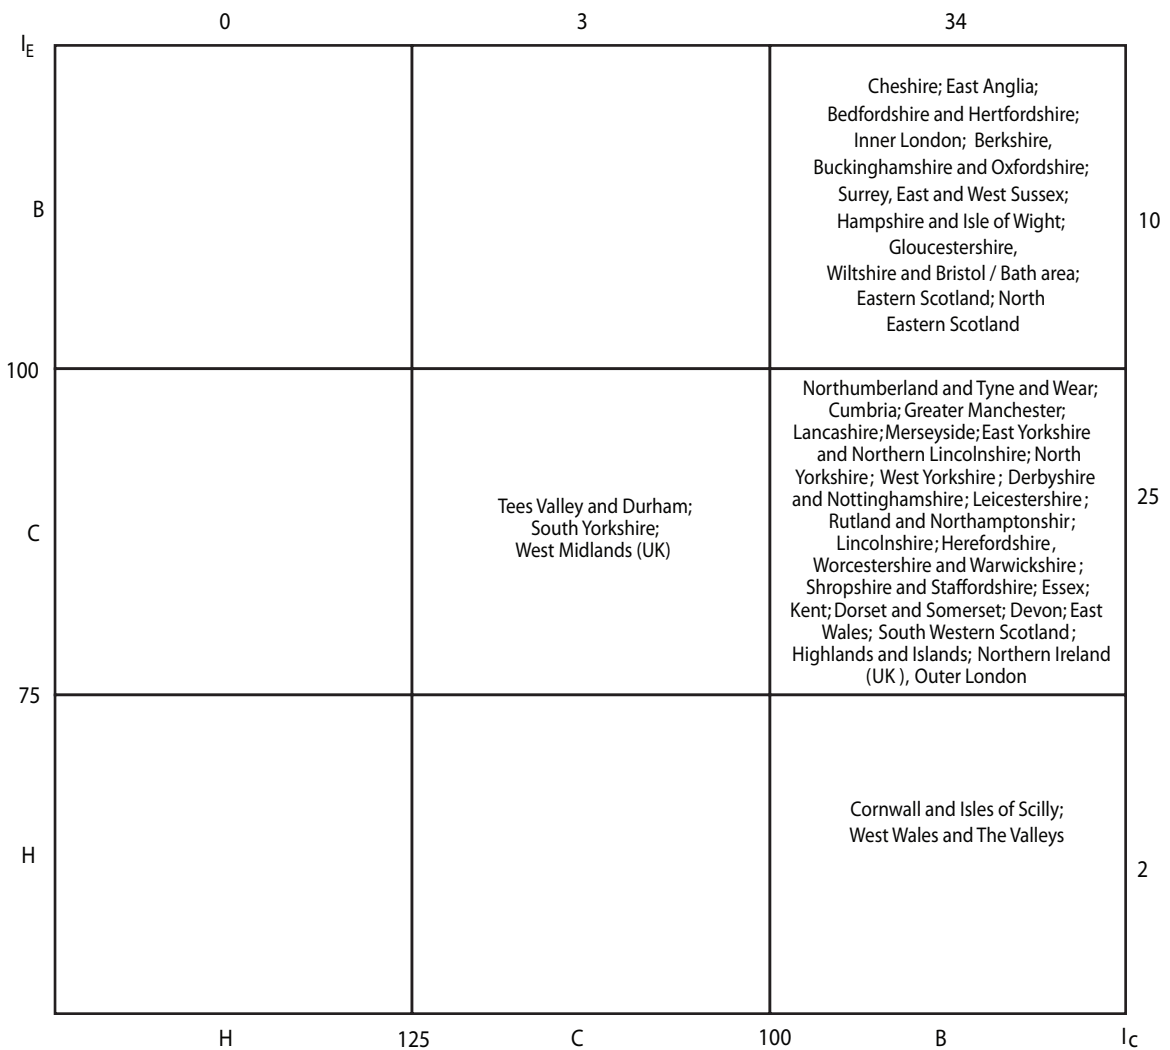 0 3 34
IE
Cheshire; East Anglia;
Bedfordshire and Hertfordshire;
Inner London; Berkshire,
Buckinghamshire and Oxfordshire;
Surrey, East and West Sussex;
Hampshire and Isle of Wight;
Gloucestershire,
Wiltshire and Bristol / Bath area;
Eastern Scotland; North
Eastern Scotland
B
10
100
Northumberland and Tyne and Wear;
Cumbria; Greater Manchester;
Lancashire; Merseyside; East Yorkshire
and Northern Lincolnshire; North
Yorkshire; West Yorkshire; Derbyshire
and Nottinghamshire; Leicestershire;
Rutland and Northamptonshir;
Lincolnshire; Herefordshire,
Worcestershire and Warwickshire;
Shropshire and Staffordshire; Essex;
Kent; Dorset and Somerset; Devon; East
Wales; South Western Scotland;
Highlands and Islands; Northern Ireland
(UK ), Outer London
Tees Valley and Durham;
South Yorkshire;
West Midlands (UK)
C
25
75
Cornwall and Isles of Scilly;
West Wales and The Valleys
H
2
H 125 C 100 B IC